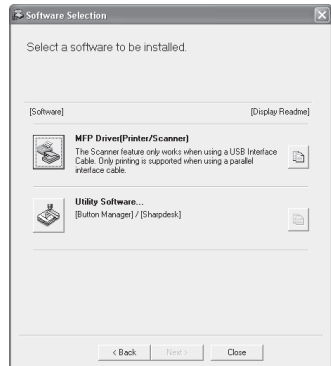 Software Selection
Select a software to be installed.
[Software] [Display Readme]
MFP Driver(Printer/Scanner)
The Scanner feature only works when using a USB Interface
Cable. Only printing is supported when using a parallel
interface cable.
Utility Software...
[Button Manager] / [Sharpdesk]
< Back Next > Close